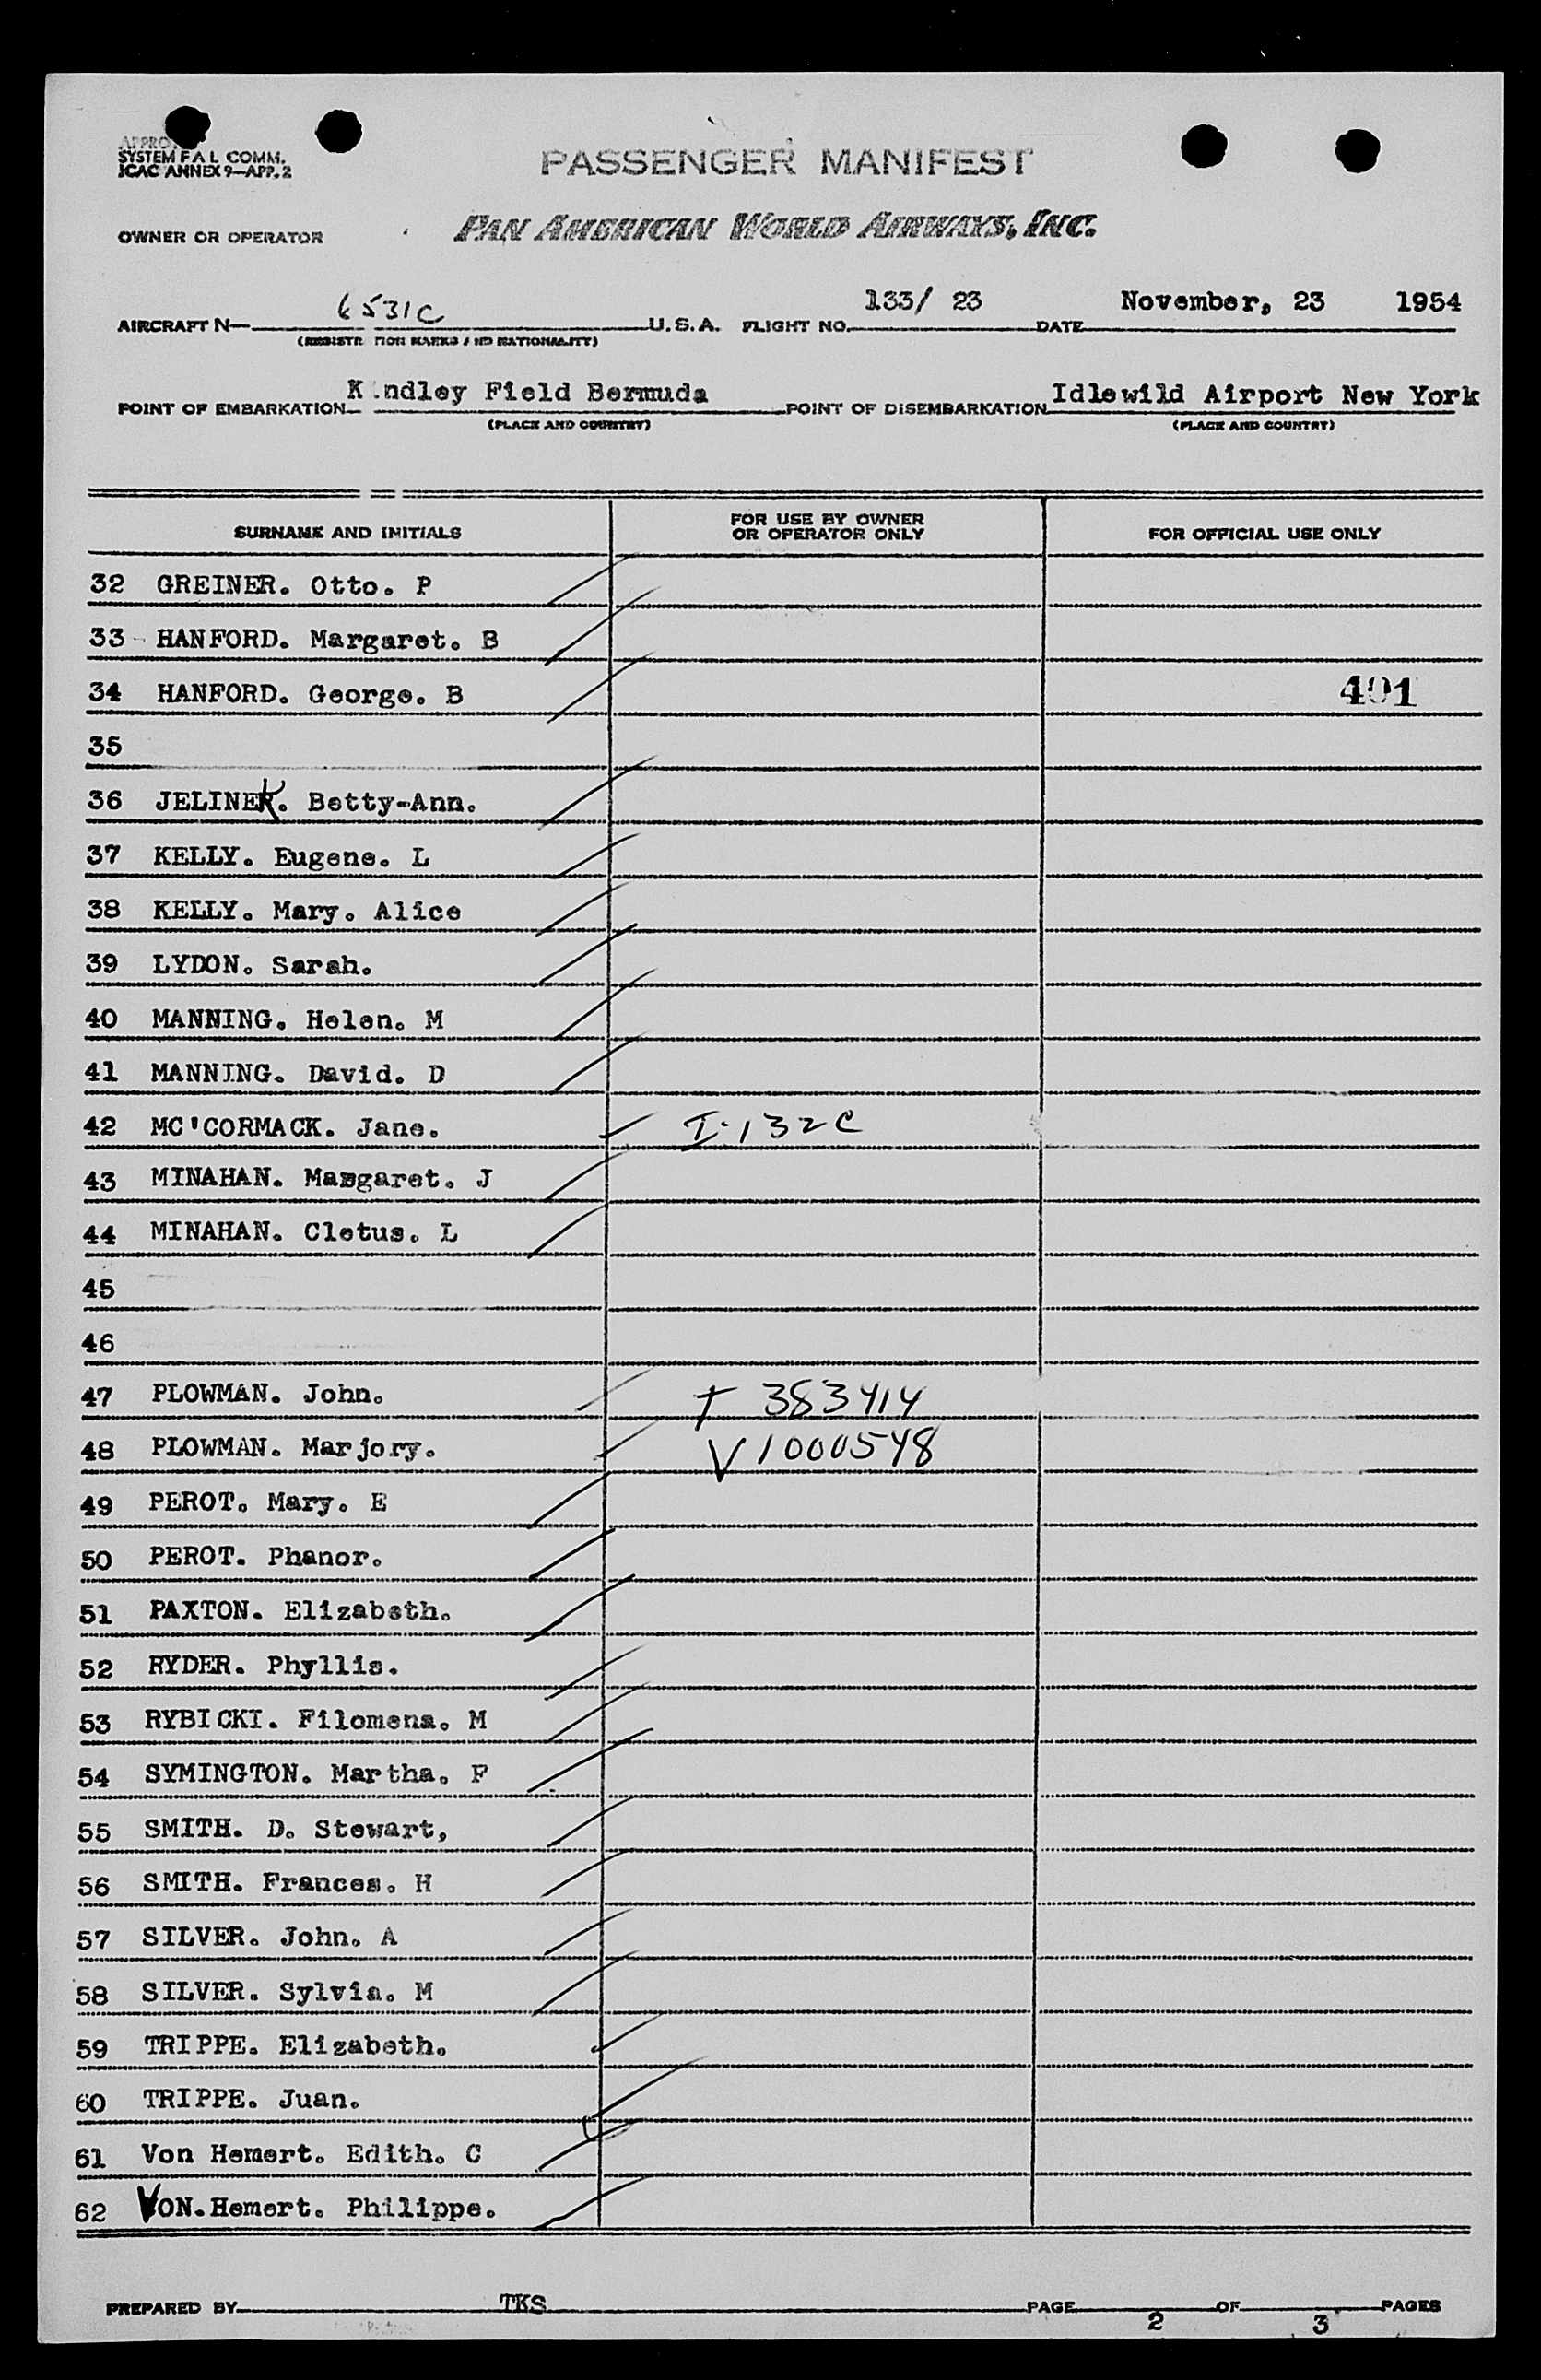 SYSTEM F A L COMM.
ICAC ANNEX 9—APP. 2
PASSENGER MANIFEST
OWNER OR OPERATOR
PAN AMERICAN WORLD AIRWAYS, INC.
AIRCRAFT N— 6531C U.S.A. FLIGHT NO. 133/ 23 DATE November, 23 1954
(REGISTRATION MARKS AND NATIONALITY)
POINT OF EMBARKATION K ndley Field Bermuda POINT OF DISEMBARKATION Idlewild Airport New York
(PLACE AND COUNTRY) (PLACE AND COUNTRY)
SURNAME AND INITIALS FOR USE BY OWNER OR OPERATOR ONLY FOR OFFICIAL USE ONLY
32 GREINER. Otto. P
33 HANFORD. Margaret. B
34 HANFORD. George. B 401
35
36 JELINEK. Betty-Ann.
37 KELLY. Eugene. L
38 KELLY. Mary. Alice
39 LYDON. Sarah.
40 MANNING. Helen. M
41 MANNING. David. D
42 MC'CORMACK. Jane. I-132C
43 MINAHAN. Margaret. J
44 MINAHAN. Cletus. L
45
46
47 PLOWMAN. John. T 383414
48 PLOWMAN. Marjory. V1000548
49 PEROT. Mary. E
50 PEROT. Phanor.
51 PAXTON. Elizabeth.
52 RYDER. Phyllis.
53 RYBICKI. Filomena. M
54 SYMINGTON. Martha. F
55 SMITH. D. Stewart,
56 SMITH. Frances. H
57 SILVER. John. A
58 SILVER. Sylvia. M
59 TRIPPE. Elizabeth.
60 TRIPPE. Juan.
61 Von Hemert. Edith. C
62 VON.Hemert. Philippe.
PREPARED BY TKS PAGE 2 OF 3 PAGES